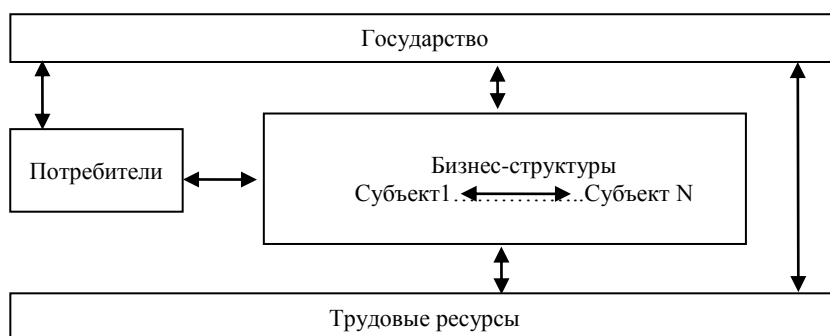 Государство
Потребители
Бизнес-структуры
Субъект1………………..Субъект N
Трудовые ресурсы